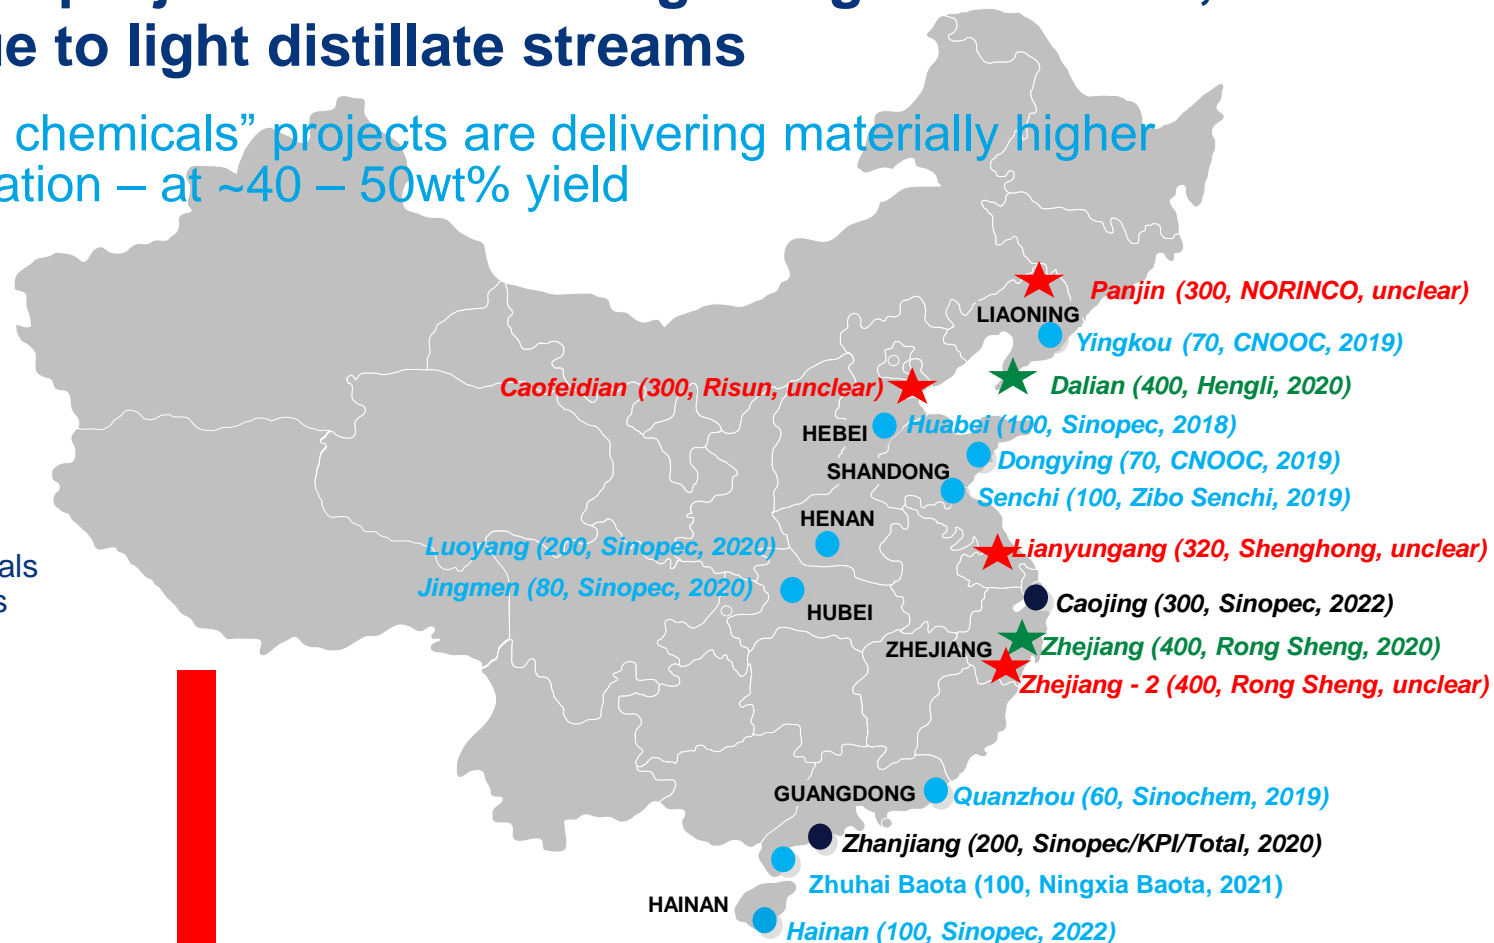 ue to light distillate streams
chemicals” projects are delivering materially higher
ation – at ~40 – 50wt% yield
Panjin (300, NORINCO, unclear)
LIAONING
Yingkou (70, CNOOC, 2019)
Caofeidian (300, Risun, unclear)
Dalian (400, Hengli, 2020)
HEBEI
Huabei (100, Sinopec, 2018)
Dongying (70, CNOOC, 2019)
SHANDONG
Senchi (100, Zibo Senchi, 2019)
HENAN
Luoyang (200, Sinopec, 2020)
Lianyungang (320, Shenghong, unclear)
als
Jingmen (80, Sinopec, 2020)
s
HUBEI
Caojing (300, Sinopec, 2022)
ZHEJIANG
Zhejiang (400, Rong Sheng, 2020)
Zhejiang - 2 (400, Rong Sheng, unclear)
GUANGDONG
Quanzhou (60, Sinochem, 2019)
Zhanjiang (200, Sinopec/KPI/Total, 2020)
Zhuhai Baota (100, Ningxia Baota, 2021)
HAINAN
Hainan (100, Sinopec, 2022)